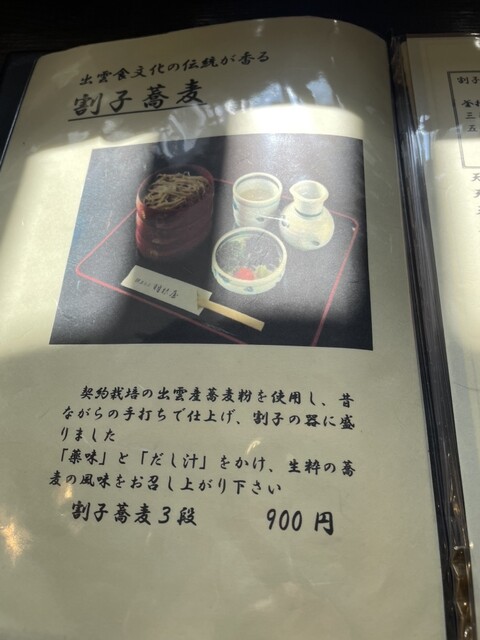 出雲食文化の伝統が香る
割子蕎麦
契約栽培の出雲産蕎麦粉を使用し、昔
ながらの手打ちで仕上げ、割子の器に盛
りました
「薬味」と「だし汁」をかけ、生粋の蕎
麦の風味をお召し上がり下さい
割子蕎麦3段 900円
割子
三
五